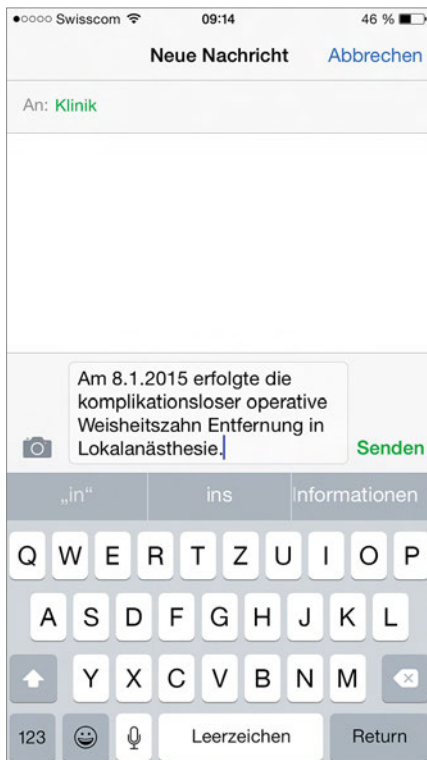 Swisscom 09:14 46 %
Neue Nachricht Abbrechen
An: Klinik
Am 8.1.2015 erfolgte die
komplikationsloser operative
Weisheitszahn Entfernung in
Lokalanästhesie.
Senden
„in“ ins Informationen
Q W E R T Z U I O P
A S D F G H J K L
Y X C V B N M
123 Leerzeichen Return